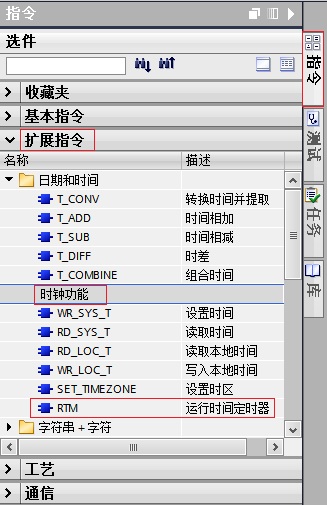 指令
选件
收藏夹
基本指令
扩展指令
名称 描述
日期和时间
T_CONV 转换时间并提取
T_ADD 时间相加
T_SUB 时间相减
T_DIFF 时差
T_COMBINE 组合时间
时钟功能
WR_SYS_T 设置时间
RD_SYS_T 读取时间
RD_LOC_T 读取本地时间
WR_LOC_T 写入本地时间
SET_TIMEZONE 设置时区
RTM 运行时间定时器
字符串 + 字符
工艺
通信
指令
测试
任务
库